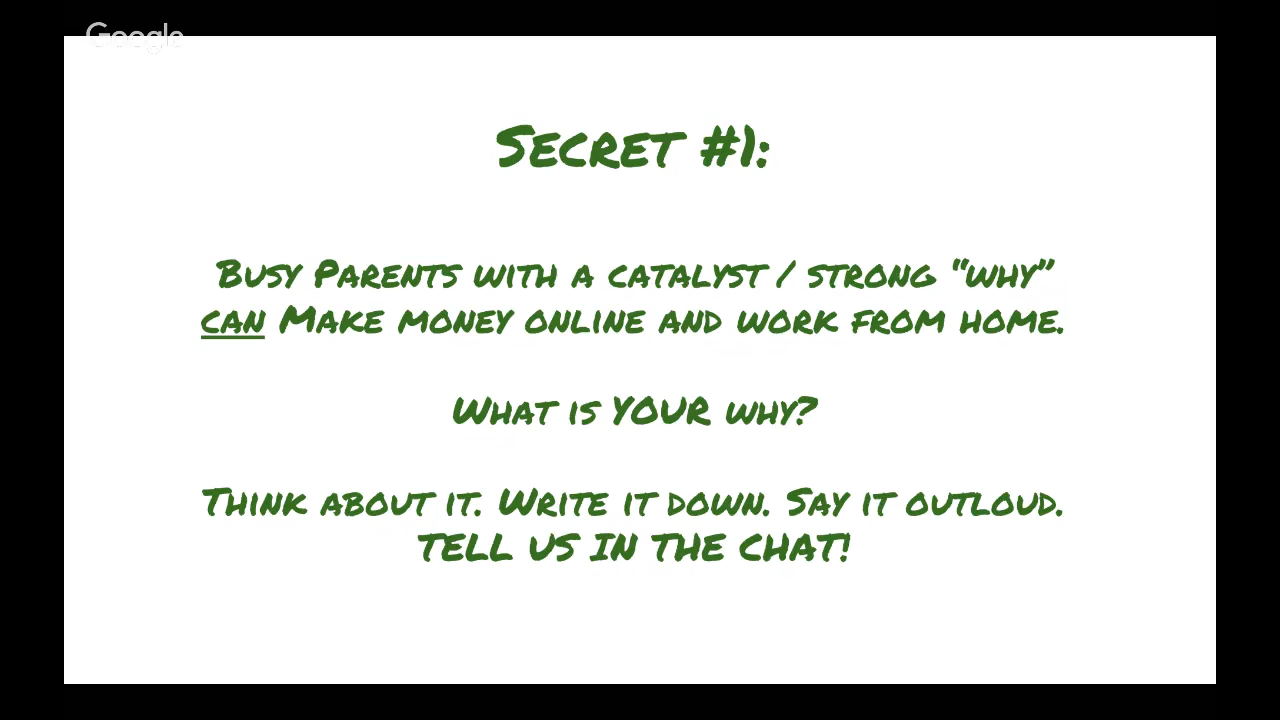 Google
Secret #1:
Busy Parents with a catalyst / strong “why”
can Make money online and work from home.
What is YOUR why?
Think about it. Write it down. Say it outloud.
TELL US IN THE CHAT!